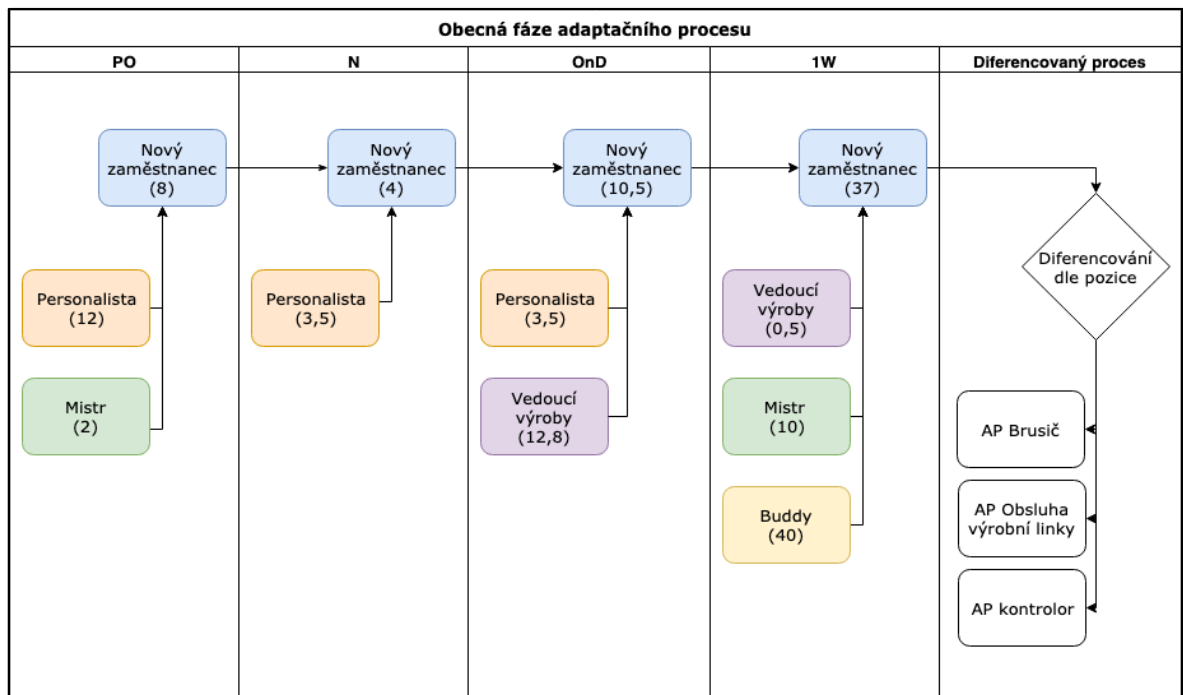 Obecná fáze adaptačního procesu
PO
N
OnD
1W
Diferencovaný proces
Nový
zaměstnanec
(8)
Nový
zaměstnanec
(4)
Nový
zaměstnanec
(10,5)
Nový
zaměstnanec
(37)
Diferencování
dle pozice
Personalista
(12)
Personalista
(3,5)
Personalista
(3,5)
Vedoucí
výroby
(0,5)
Mistr
(2)
Vedoucí
výroby
(12,8)
Mistr
(10)
AP Brusič
Buddy
(40)
AP Obsluha
výrobní linky
AP kontrolor